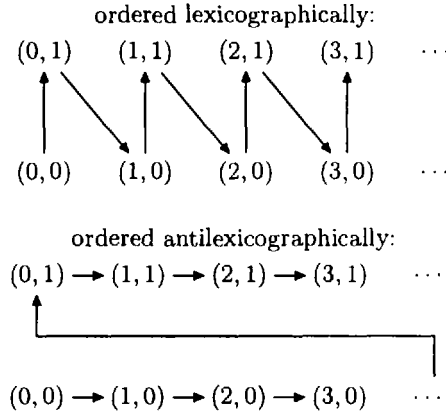 ordered lexicographically:
(0, 1) (1, 1) (2, 1) (3, 1) ···
(0, 0) (1, 0) (2, 0) (3, 0) ···
ordered antilexicographically:
(0, 1) (1, 1) (2, 1) (3, 1) ···
(0, 0) (1, 0) (2, 0) (3, 0) ···